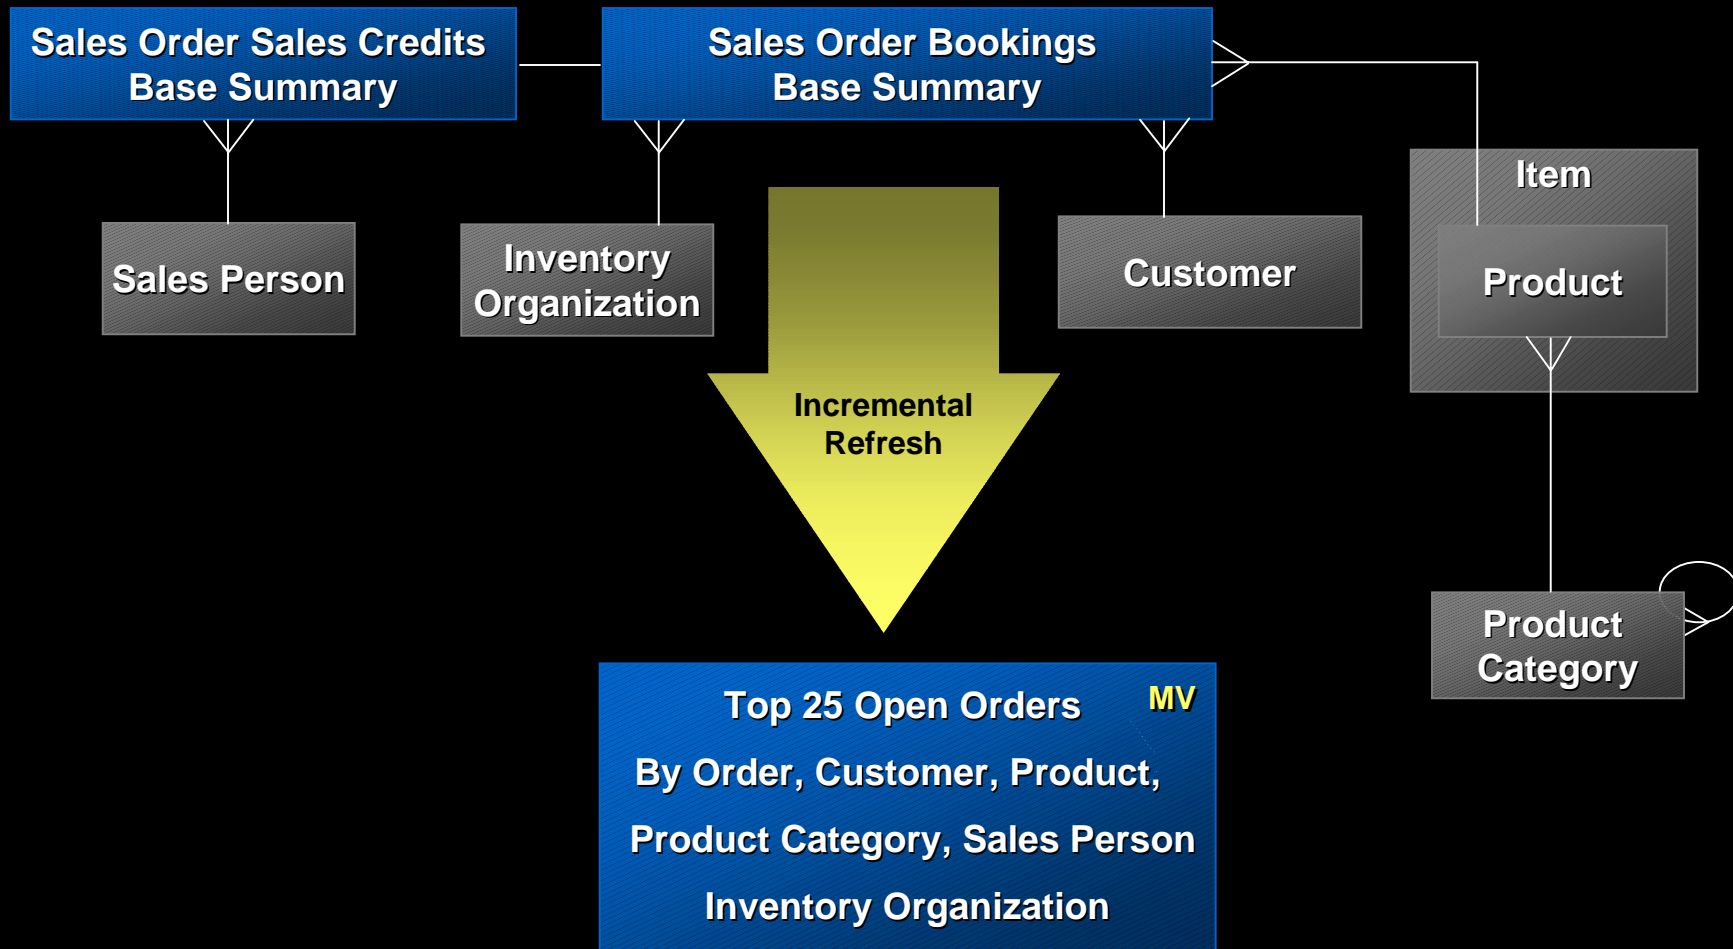 Sales Order Sales Credits
Base Summary
Sales Order Bookings
Base Summary
Item
Sales Person
Inventory
Organization
Customer
Product
Incremental
Refresh
Product
Category
Top 25 Open Orders
MV
By Order, Customer, Product,
Product Category, Sales Person
Inventory Organization